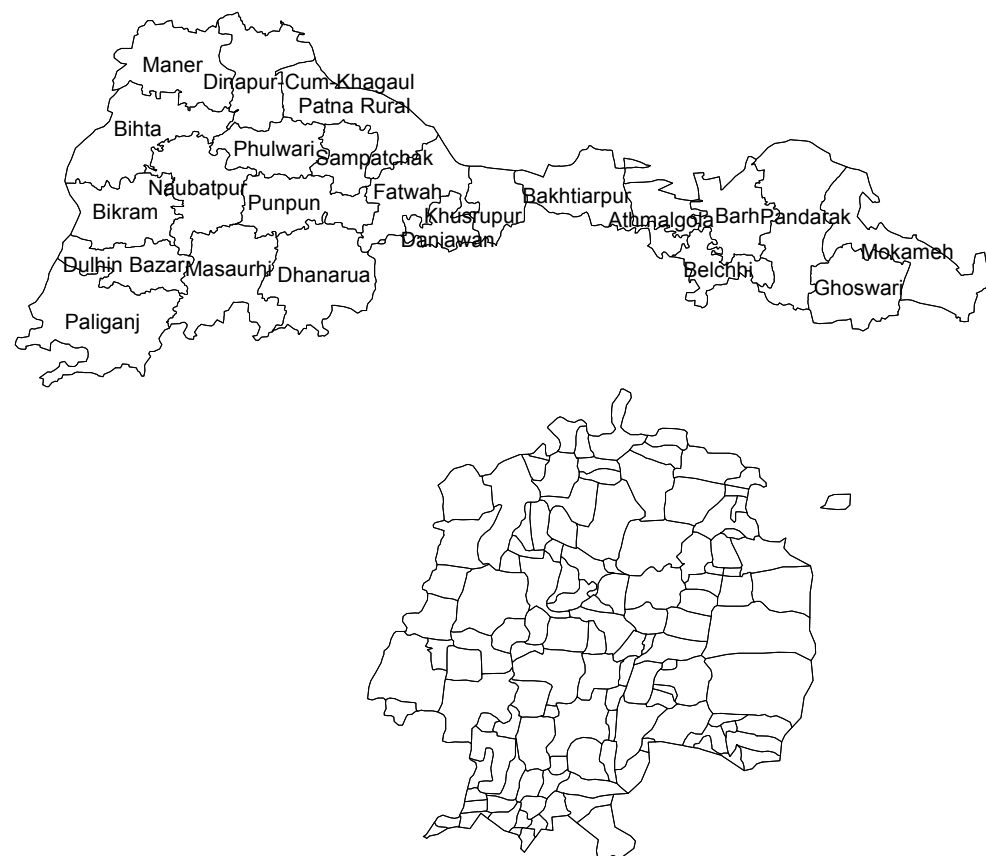 Maner
Dinapur-Cum-Khagaul
Patna Rural
Bihta
Phulwari
Sampatchak
Naubatpur
Punpun
Fatwah
Bakhtiarpur
Bikram
Khusrupur
Athmalgola
Barh
Pandarak
Daniawan
Mokameh
Dulhin Bazar
Masaurhi
Dhanarua
Belchhi
Ghoswari
Paliganj